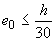 e₀ ≤ h/30